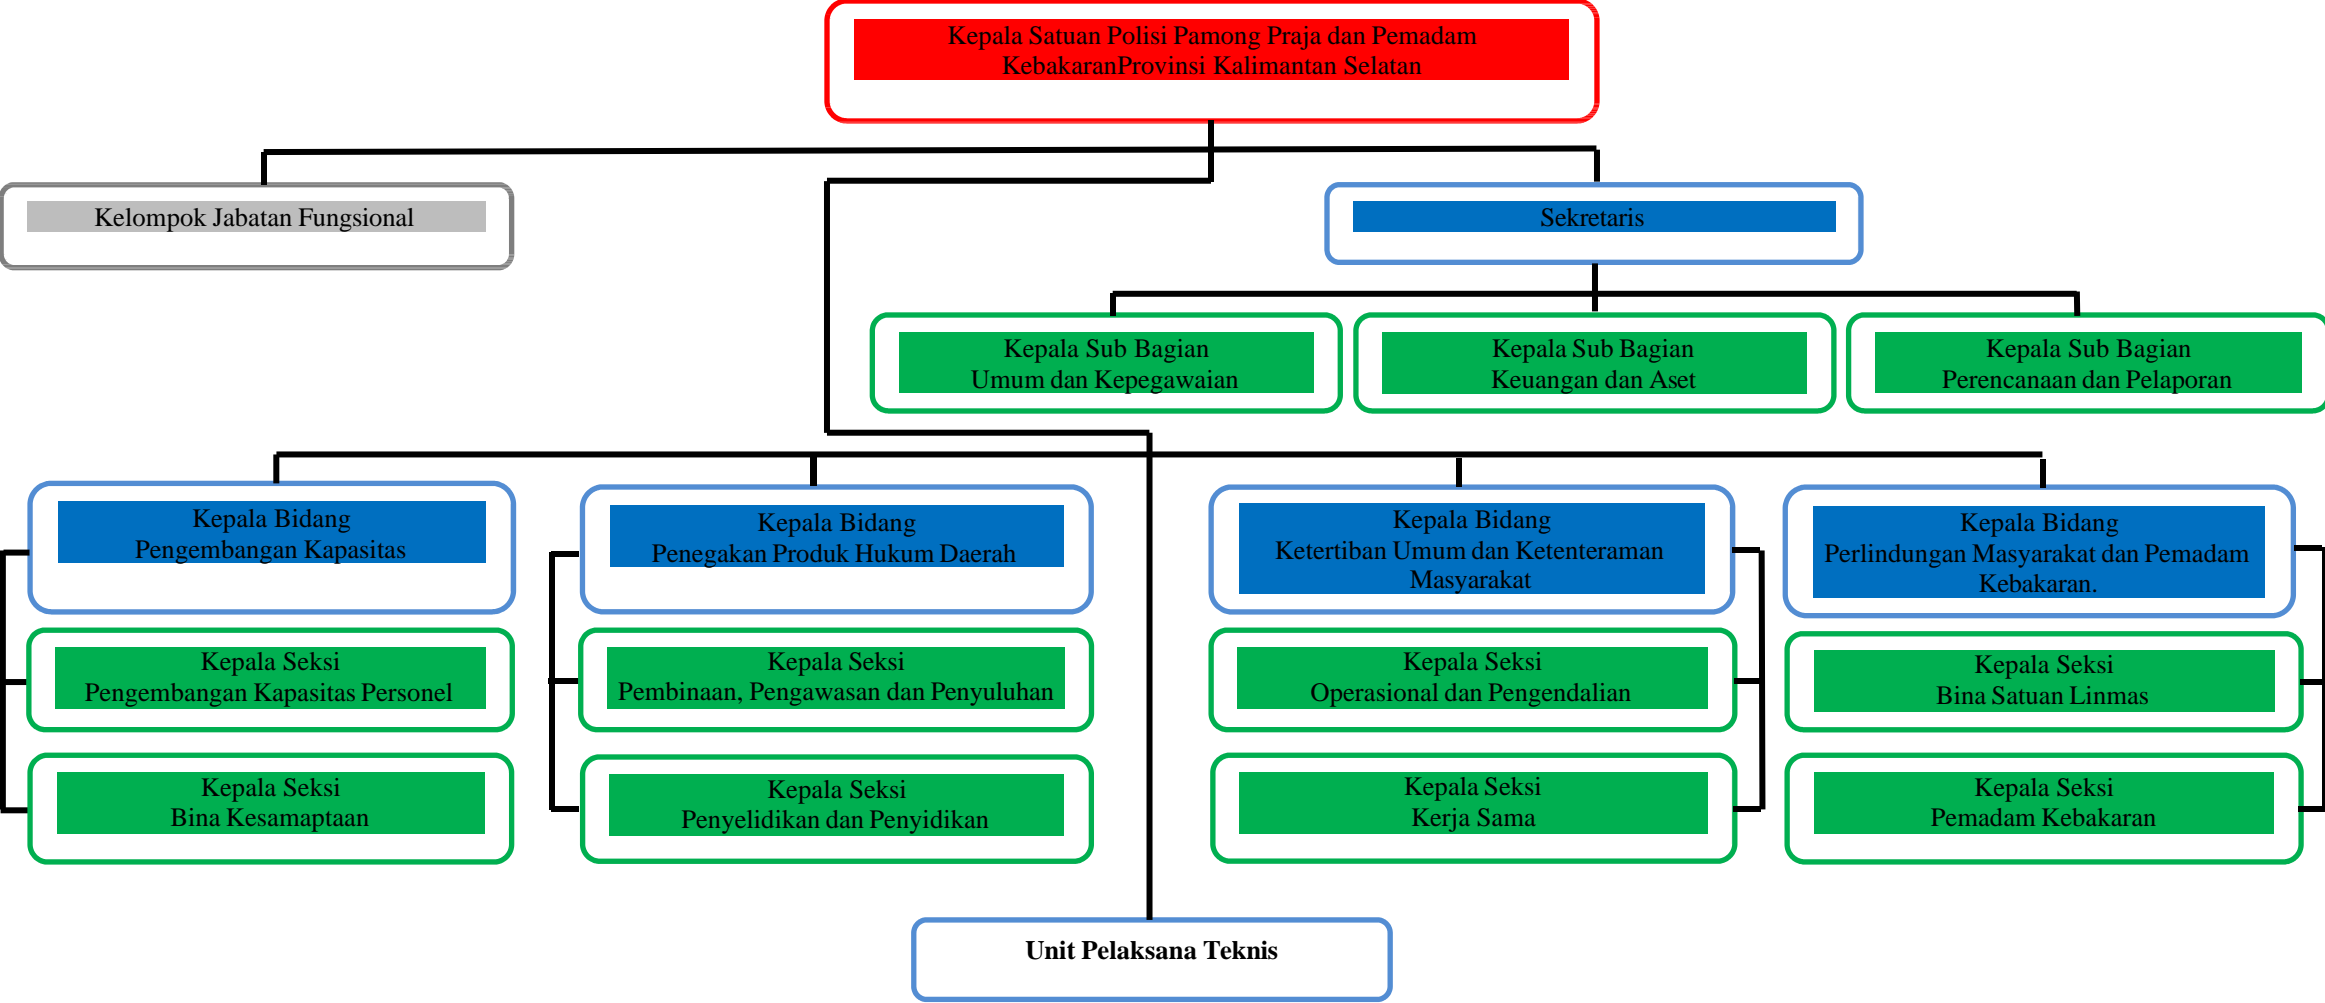 Kepala Satuan Polisi Pamong Praja dan Pemadam
KebakaranProvinsi Kalimantan Selatan
Kelompok Jabatan Fungsional
Sekretaris
Kepala Sub Bagian
Umum dan Kepegawaian
Kepala Sub Bagian
Keuangan dan Aset
Kepala Sub Bagian
Perencanaan dan Pelaporan
Kepala Bidang
Pengembangan Kapasitas
Kepala Bidang
Penegakan Produk Hukum Daerah
Kepala Bidang
Ketertiban Umum dan Ketenteraman
Masyarakat
Kepala Bidang
Perlindungan Masyarakat dan Pemadam
Kebakaran.
Kepala Seksi
Pengembangan Kapasitas Personel
Kepala Seksi
Pembinaan, Pengawasan dan Penyuluhan
Kepala Seksi
Operasional dan Pengendalian
Kepala Seksi
Bina Satuan Linmas
Kepala Seksi
Bina Kesamaptaan
Kepala Seksi
Penyelidikan dan Penyidikan
Kepala Seksi
Kerja Sama
Kepala Seksi
Pemadam Kebakaran
Unit Pelaksana Teknis